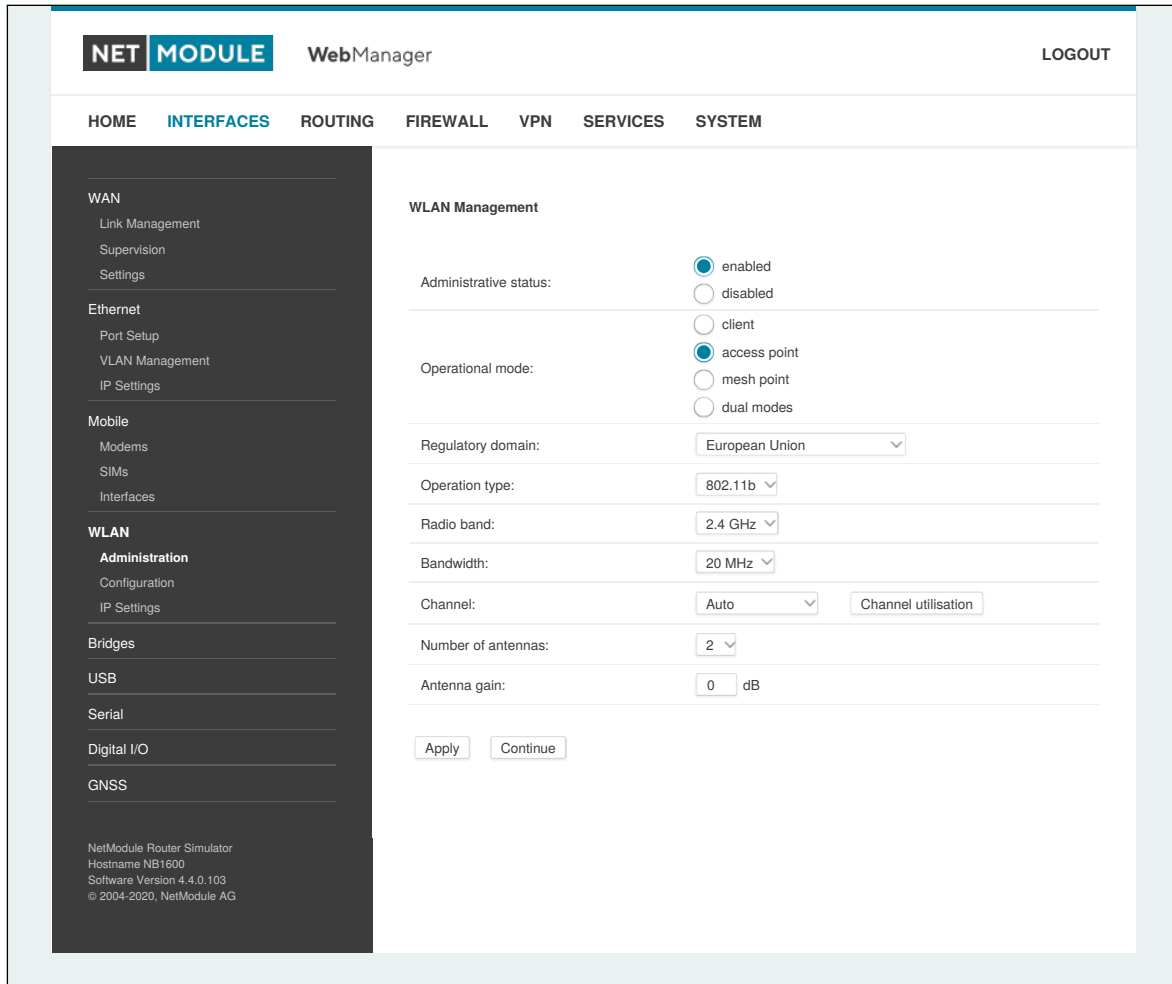 NET MODULE WebManager LOGOUT
HOME INTERFACES ROUTING FIREWALL VPN SERVICES SYSTEM
WAN
Link Management
Supervision
Settings
Ethernet
Port Setup
VLAN Management
IP Settings
Mobile
Modems
SIMs
Interfaces
WLAN
Administration
Configuration
IP Settings
Bridges
USB
Serial
Digital I/O
GNSS
NetModule Router Simulator
Hostname NB1600
Software Version 4.4.0.103
© 2004-2020, NetModule AG
WLAN Management
Administrative status:
enabled
disabled
Operational mode:
client
access point
mesh point
dual modes
Regulatory domain: European Union
Operation type: 802.11b
Radio band: 2.4 GHz
Bandwidth: 20 MHz
Channel: Auto Channel utilisation
Number of antennas: 2
Antenna gain: 0 dB
Apply Continue